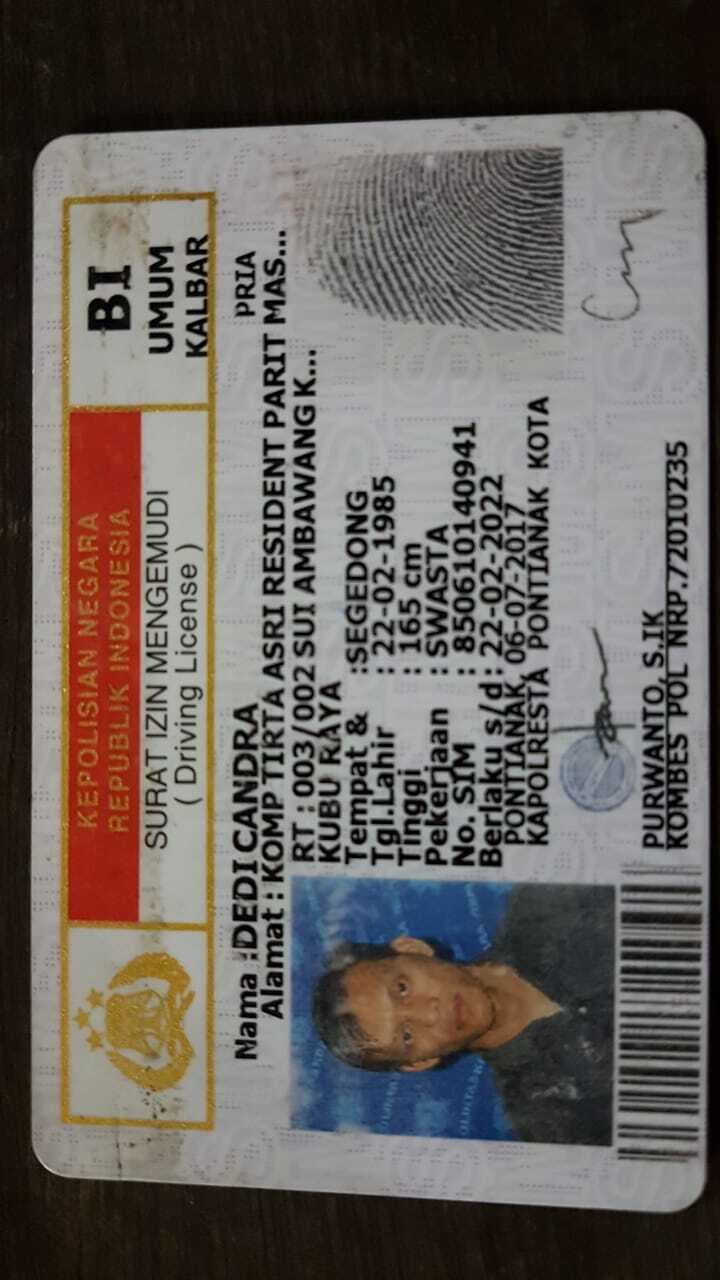 KEPOLISIAN NEGARA
REPUBLIK INDONESIA
SURAT IZIN MENGEMUDI
( Driving License )
BI
UMUM
KALBAR
Nama :DEDI CANDRA
PRIA
Alamat : KOMP TIRTA ASRI RESIDENT PARIT MAS...
RT : 003/002 SUI AMBAWANG K...
KUBU RAYA
Tempat & :SEGEDONG
Tgl.Lahir : 22-02-1985
Tinggi : 165 cm
Pekerjaan : SWASTA
No. SIM : 850610140941
Berlaku s/d : 22-02-2022
PONTIANAK, 06-07-2017
KAPOLRESTA PONTIANAK KOTA
PURWANTO, S.IK
KOMBES POL NRP.72010235